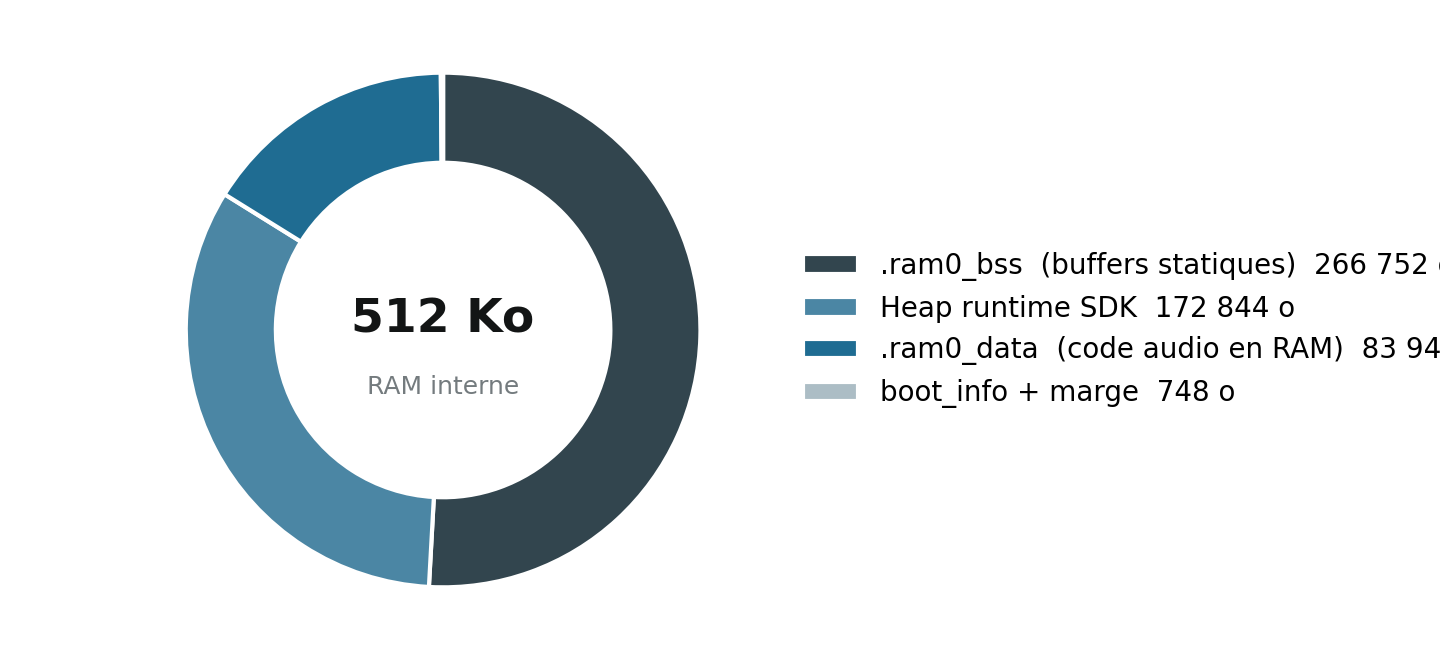 512 Ko
RAM interne
.ram0_bss (buffers statiques) 266 752
Heap runtime SDK 172 844 o
.ram0_data (code audio en RAM) 83 94
boot_info + marge 748 o